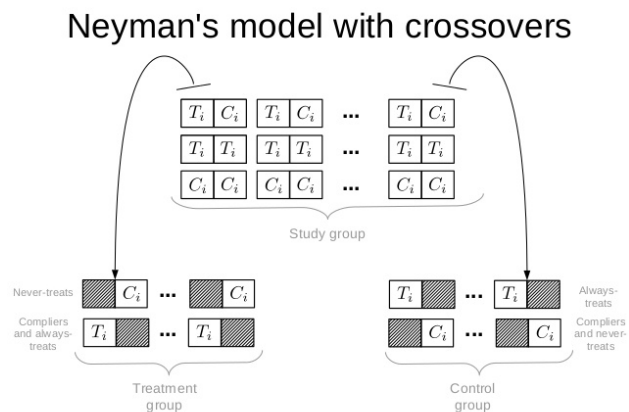 Neyman's model with crossovers
T_i C_i T_i C_i ... T_i C_i
T_i T_i T_i T_i ... T_i T_i
C_i C_i C_i C_i ... C_i C_i
Study group
Never-treats C_i ... C_i
Compliers
and always-
treats
T_i ... T_i
Treatment
group
T_i ... T_i
Always-
treats
C_i ... C_i
Compliers
and never-
treats
Control
group